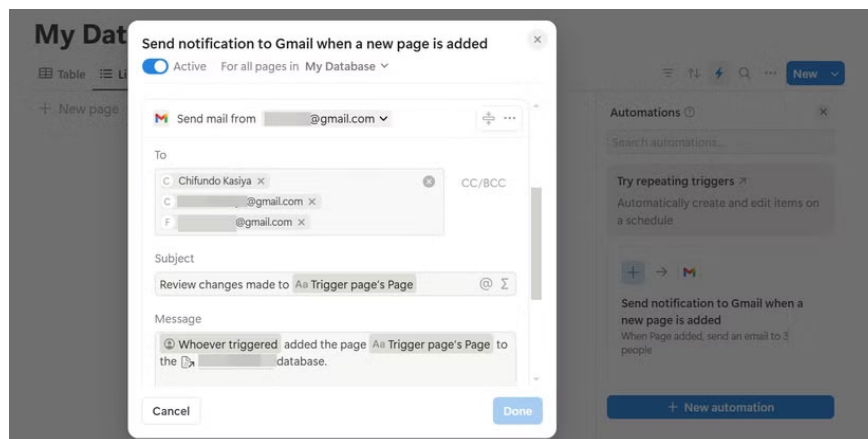 My Dat
Send notification to Gmail when a new page is added
Active For all pages in My Database
Table Li
New
+ New page
Send mail from @gmail.com
To
C Chifundo Kasiya
CC/BCC
C @gmail.com
F @gmail.com
Subject
Review changes made to Aa Trigger page's Page @ Σ
Message
Whoever triggered added the page Aa Trigger page's Page to
the database.
Cancel
Done
Automations
Search automations...
Try repeating triggers
Automatically create and edit items on
a schedule
Send notification to Gmail when a
new page is added
When Page added, send an email to 3
people
+ New automation